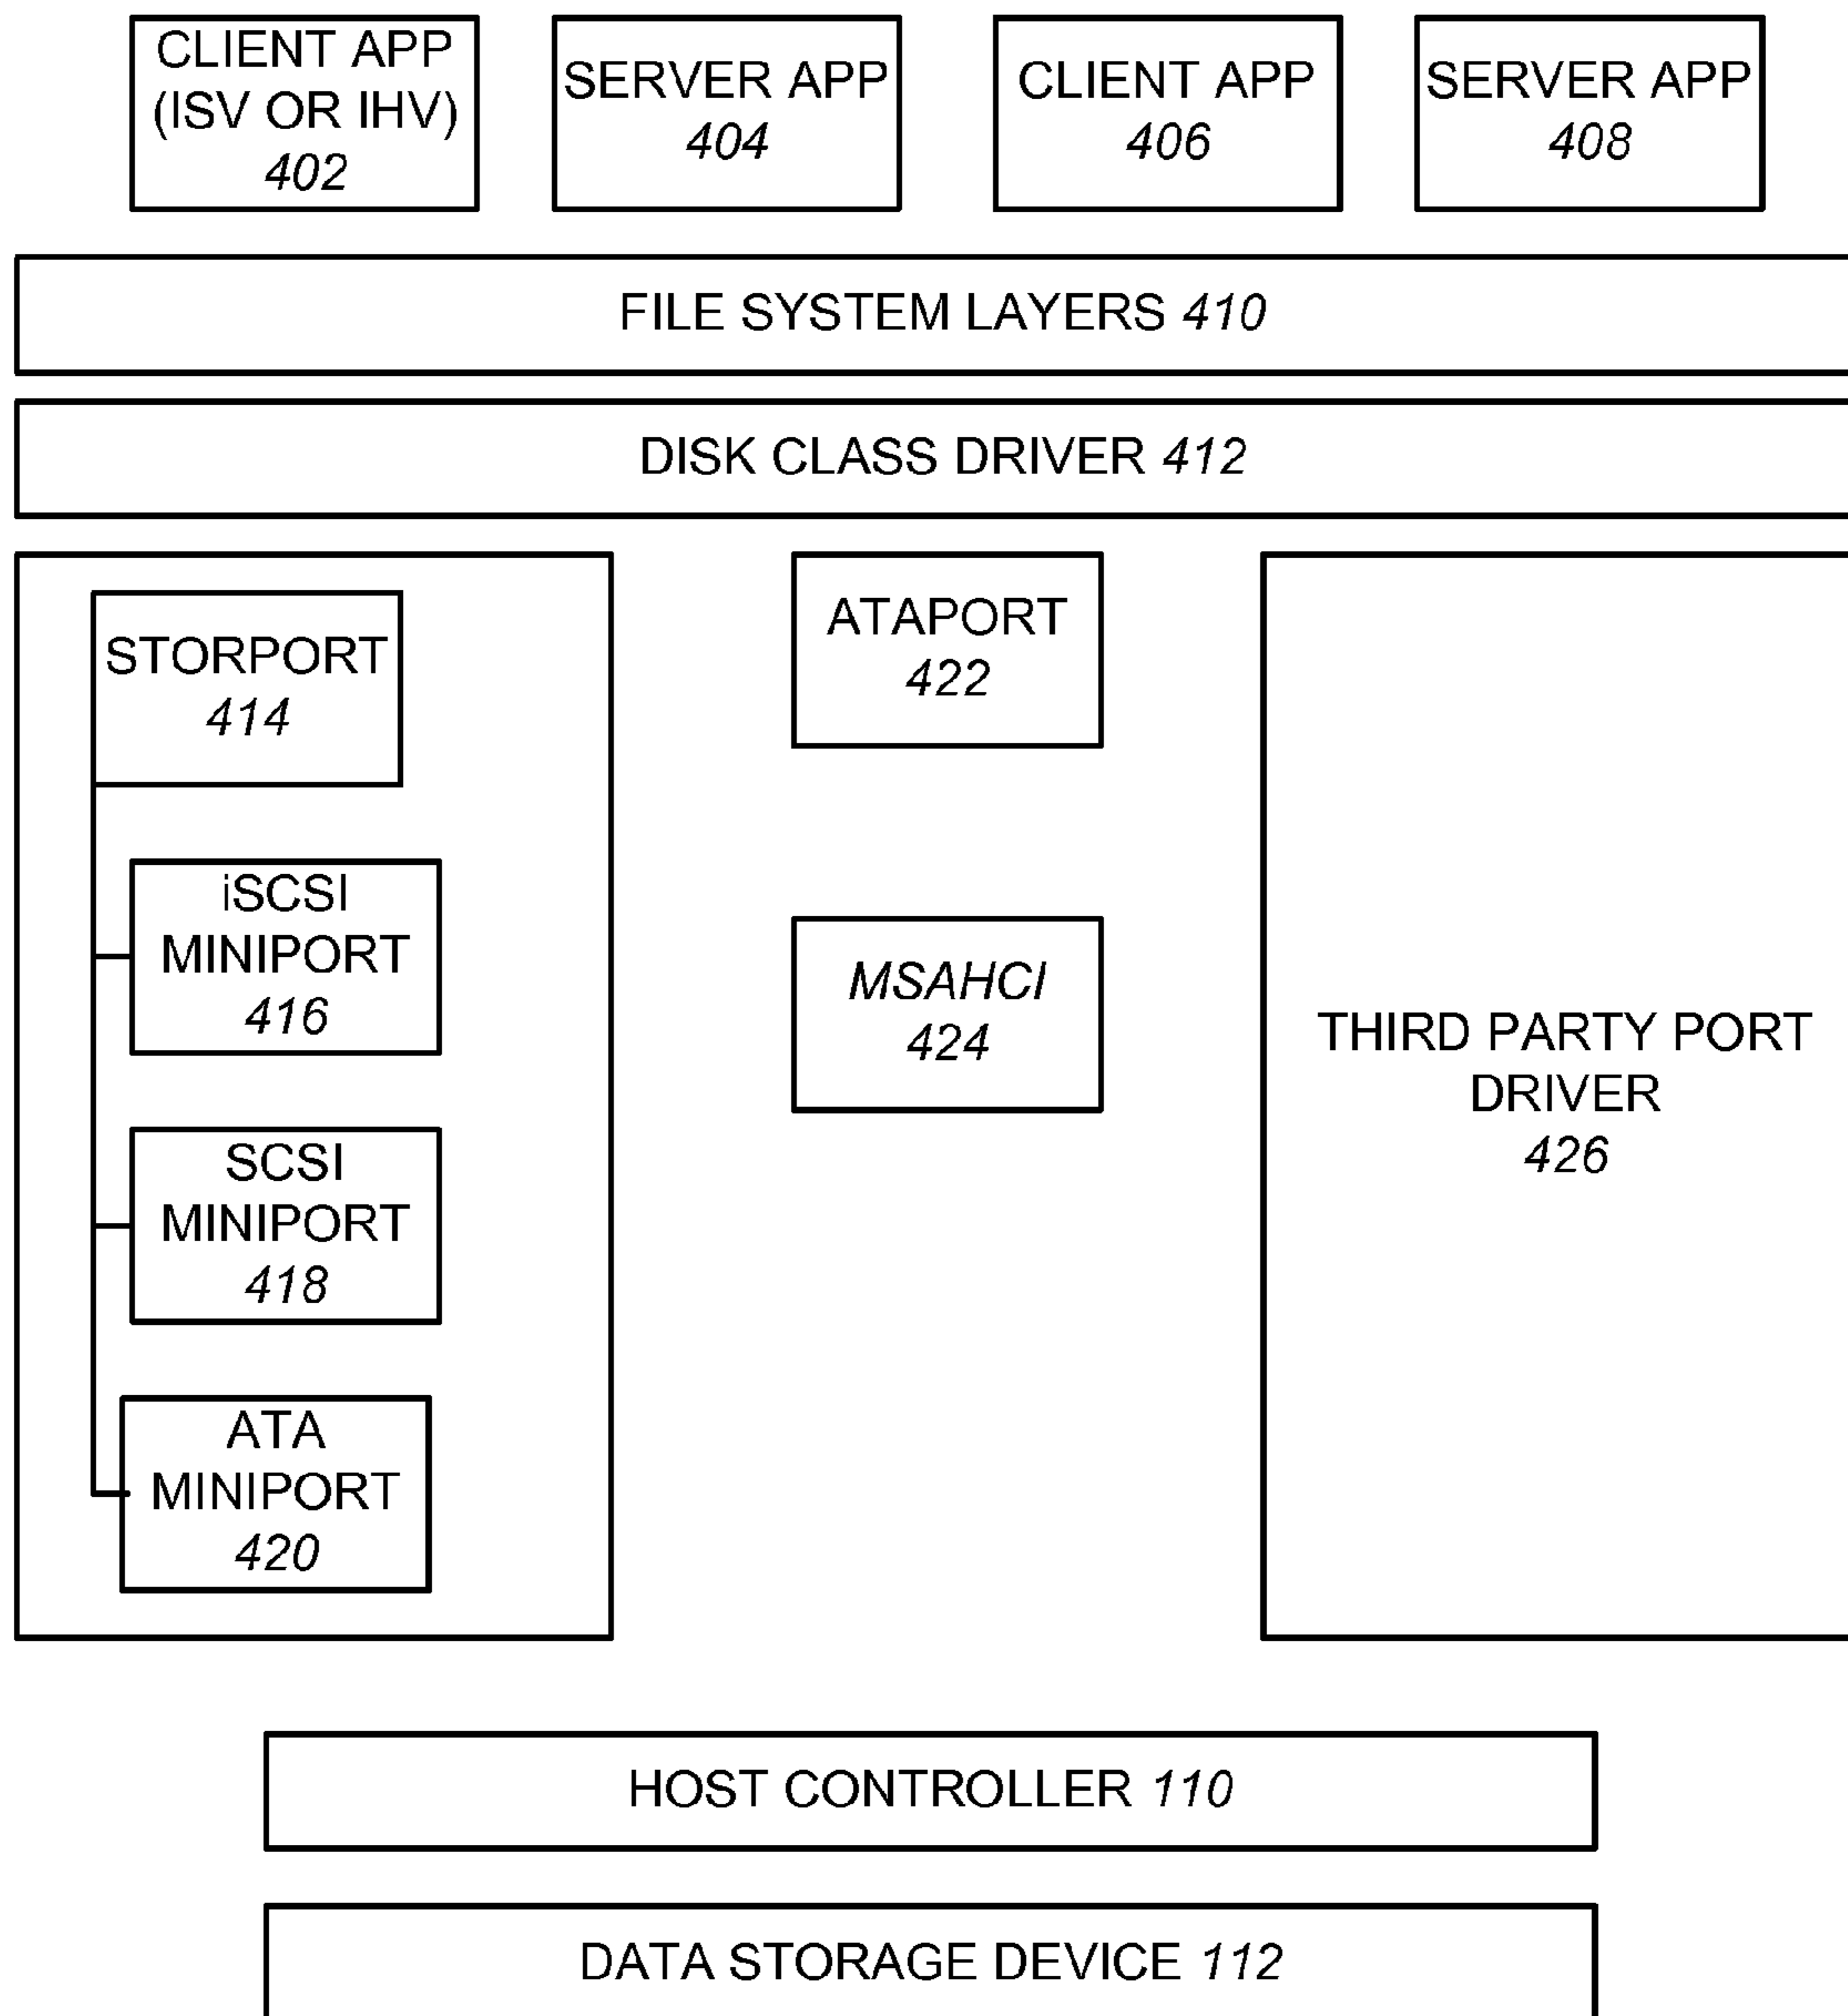 CLIENT APP
(ISV OR IHV)
402
SERVER APP
404
CLIENT APP
406
SERVER APP
408
FILE SYSTEM LAYERS 410
DISK CLASS DRIVER 412
STORPORT
414
iSCSI
MINIPORT
416
SCSI
MINIPORT
418
ATA
MINIPORT
420
ATAPORT
422
MSAHCI
424
THIRD PARTY PORT
DRIVER
426
HOST CONTROLLER 110
DATA STORAGE DEVICE 112